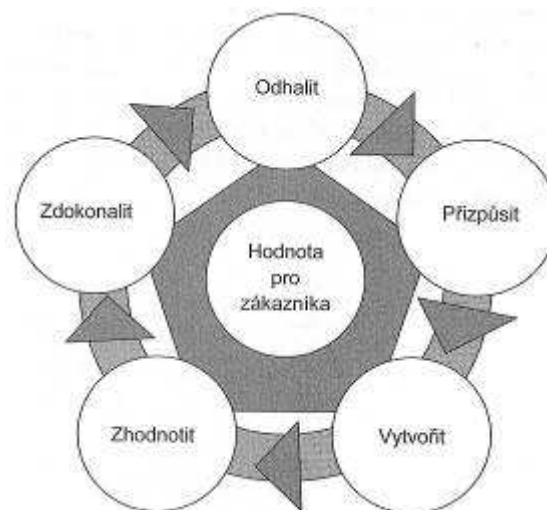 Odhalit
Přizpůsit
Vytvořit
Zhodnotit
Zdokonalit
Hodnota
pro
zákazníka